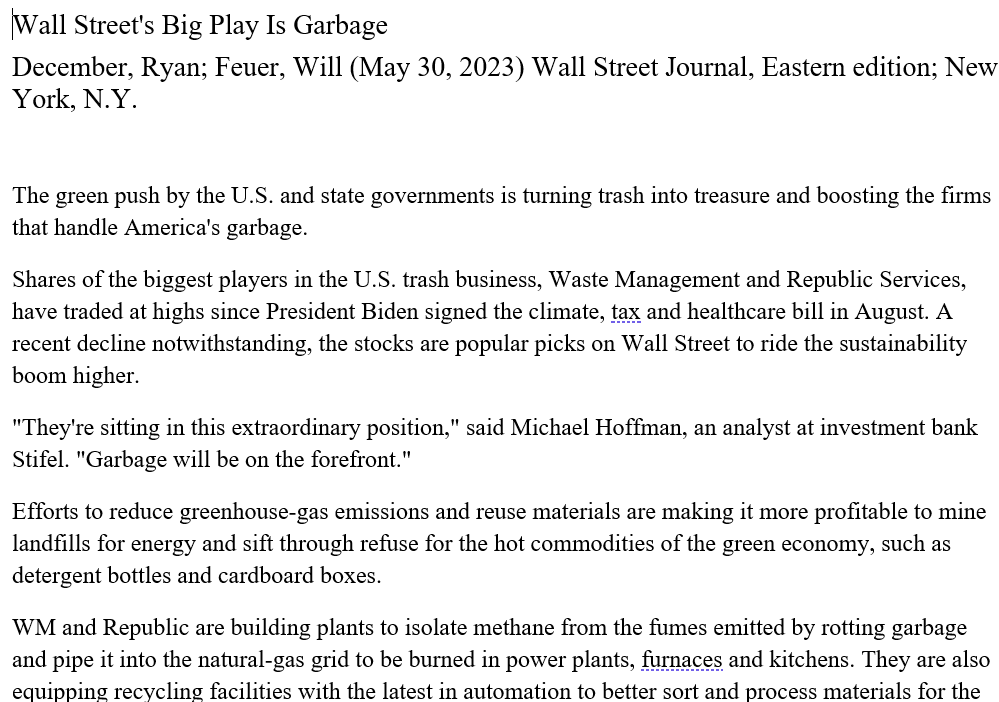 Wall Street's Big Play Is Garbage
December, Ryan; Feuer, Will (May 30, 2023) Wall Street Journal, Eastern edition; New
York, N.Y.
The green push by the U.S. and state governments is turning trash into treasure and boosting the firms
that handle America's garbage.
Shares of the biggest players in the U.S. trash business, Waste Management and Republic Services,
have traded at highs since President Biden signed the climate, tax and healthcare bill in August. A
recent decline notwithstanding, the stocks are popular picks on Wall Street to ride the sustainability
boom higher.
"They're sitting in this extraordinary position," said Michael Hoffman, an analyst at investment bank
Stifel. "Garbage will be on the forefront."
Efforts to reduce greenhouse-gas emissions and reuse materials are making it more profitable to mine
landfills for energy and sift through refuse for the hot commodities of the green economy, such as
detergent bottles and cardboard boxes.
WM and Republic are building plants to isolate methane from the fumes emitted by rotting garbage
and pipe it into the natural-gas grid to be burned in power plants, furnaces and kitchens. They are also
equipping recycling facilities with the latest in automation to better sort and process materials for the